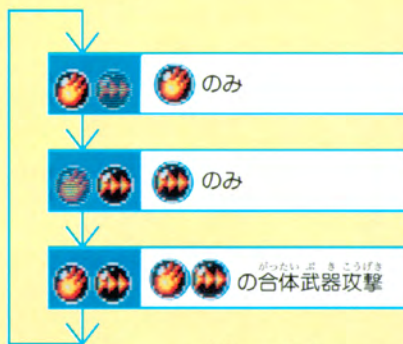 のみ
のみ
がったい ぶ き こうげき
の合体武器攻撃